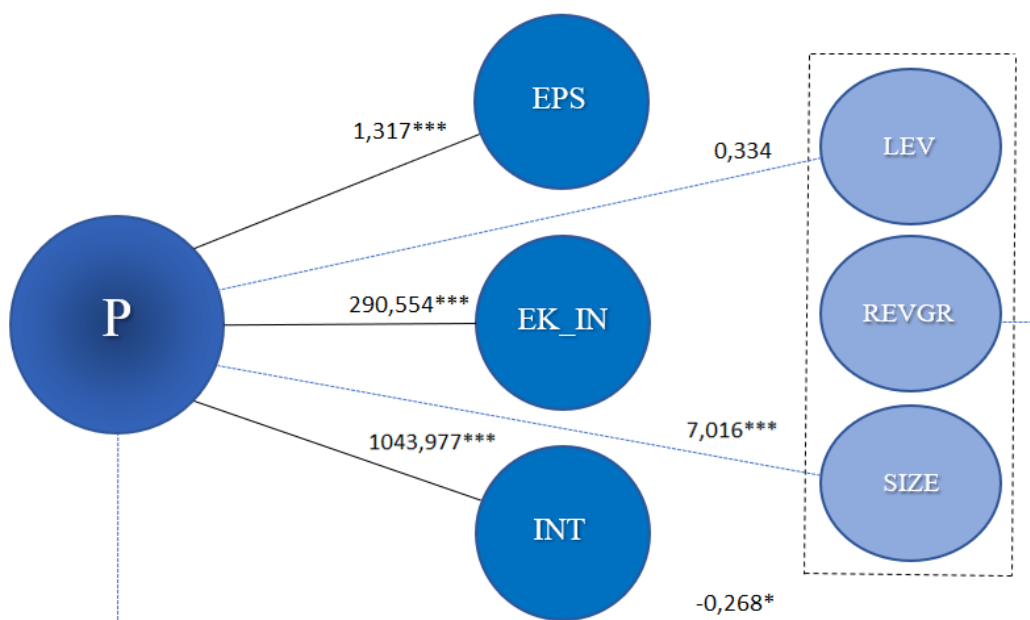 EPS
1,317***
LEV
0,334
P
290,554***
EK_IN
REVGR
1043,977***
7,016***
SIZE
INT
-0,268*